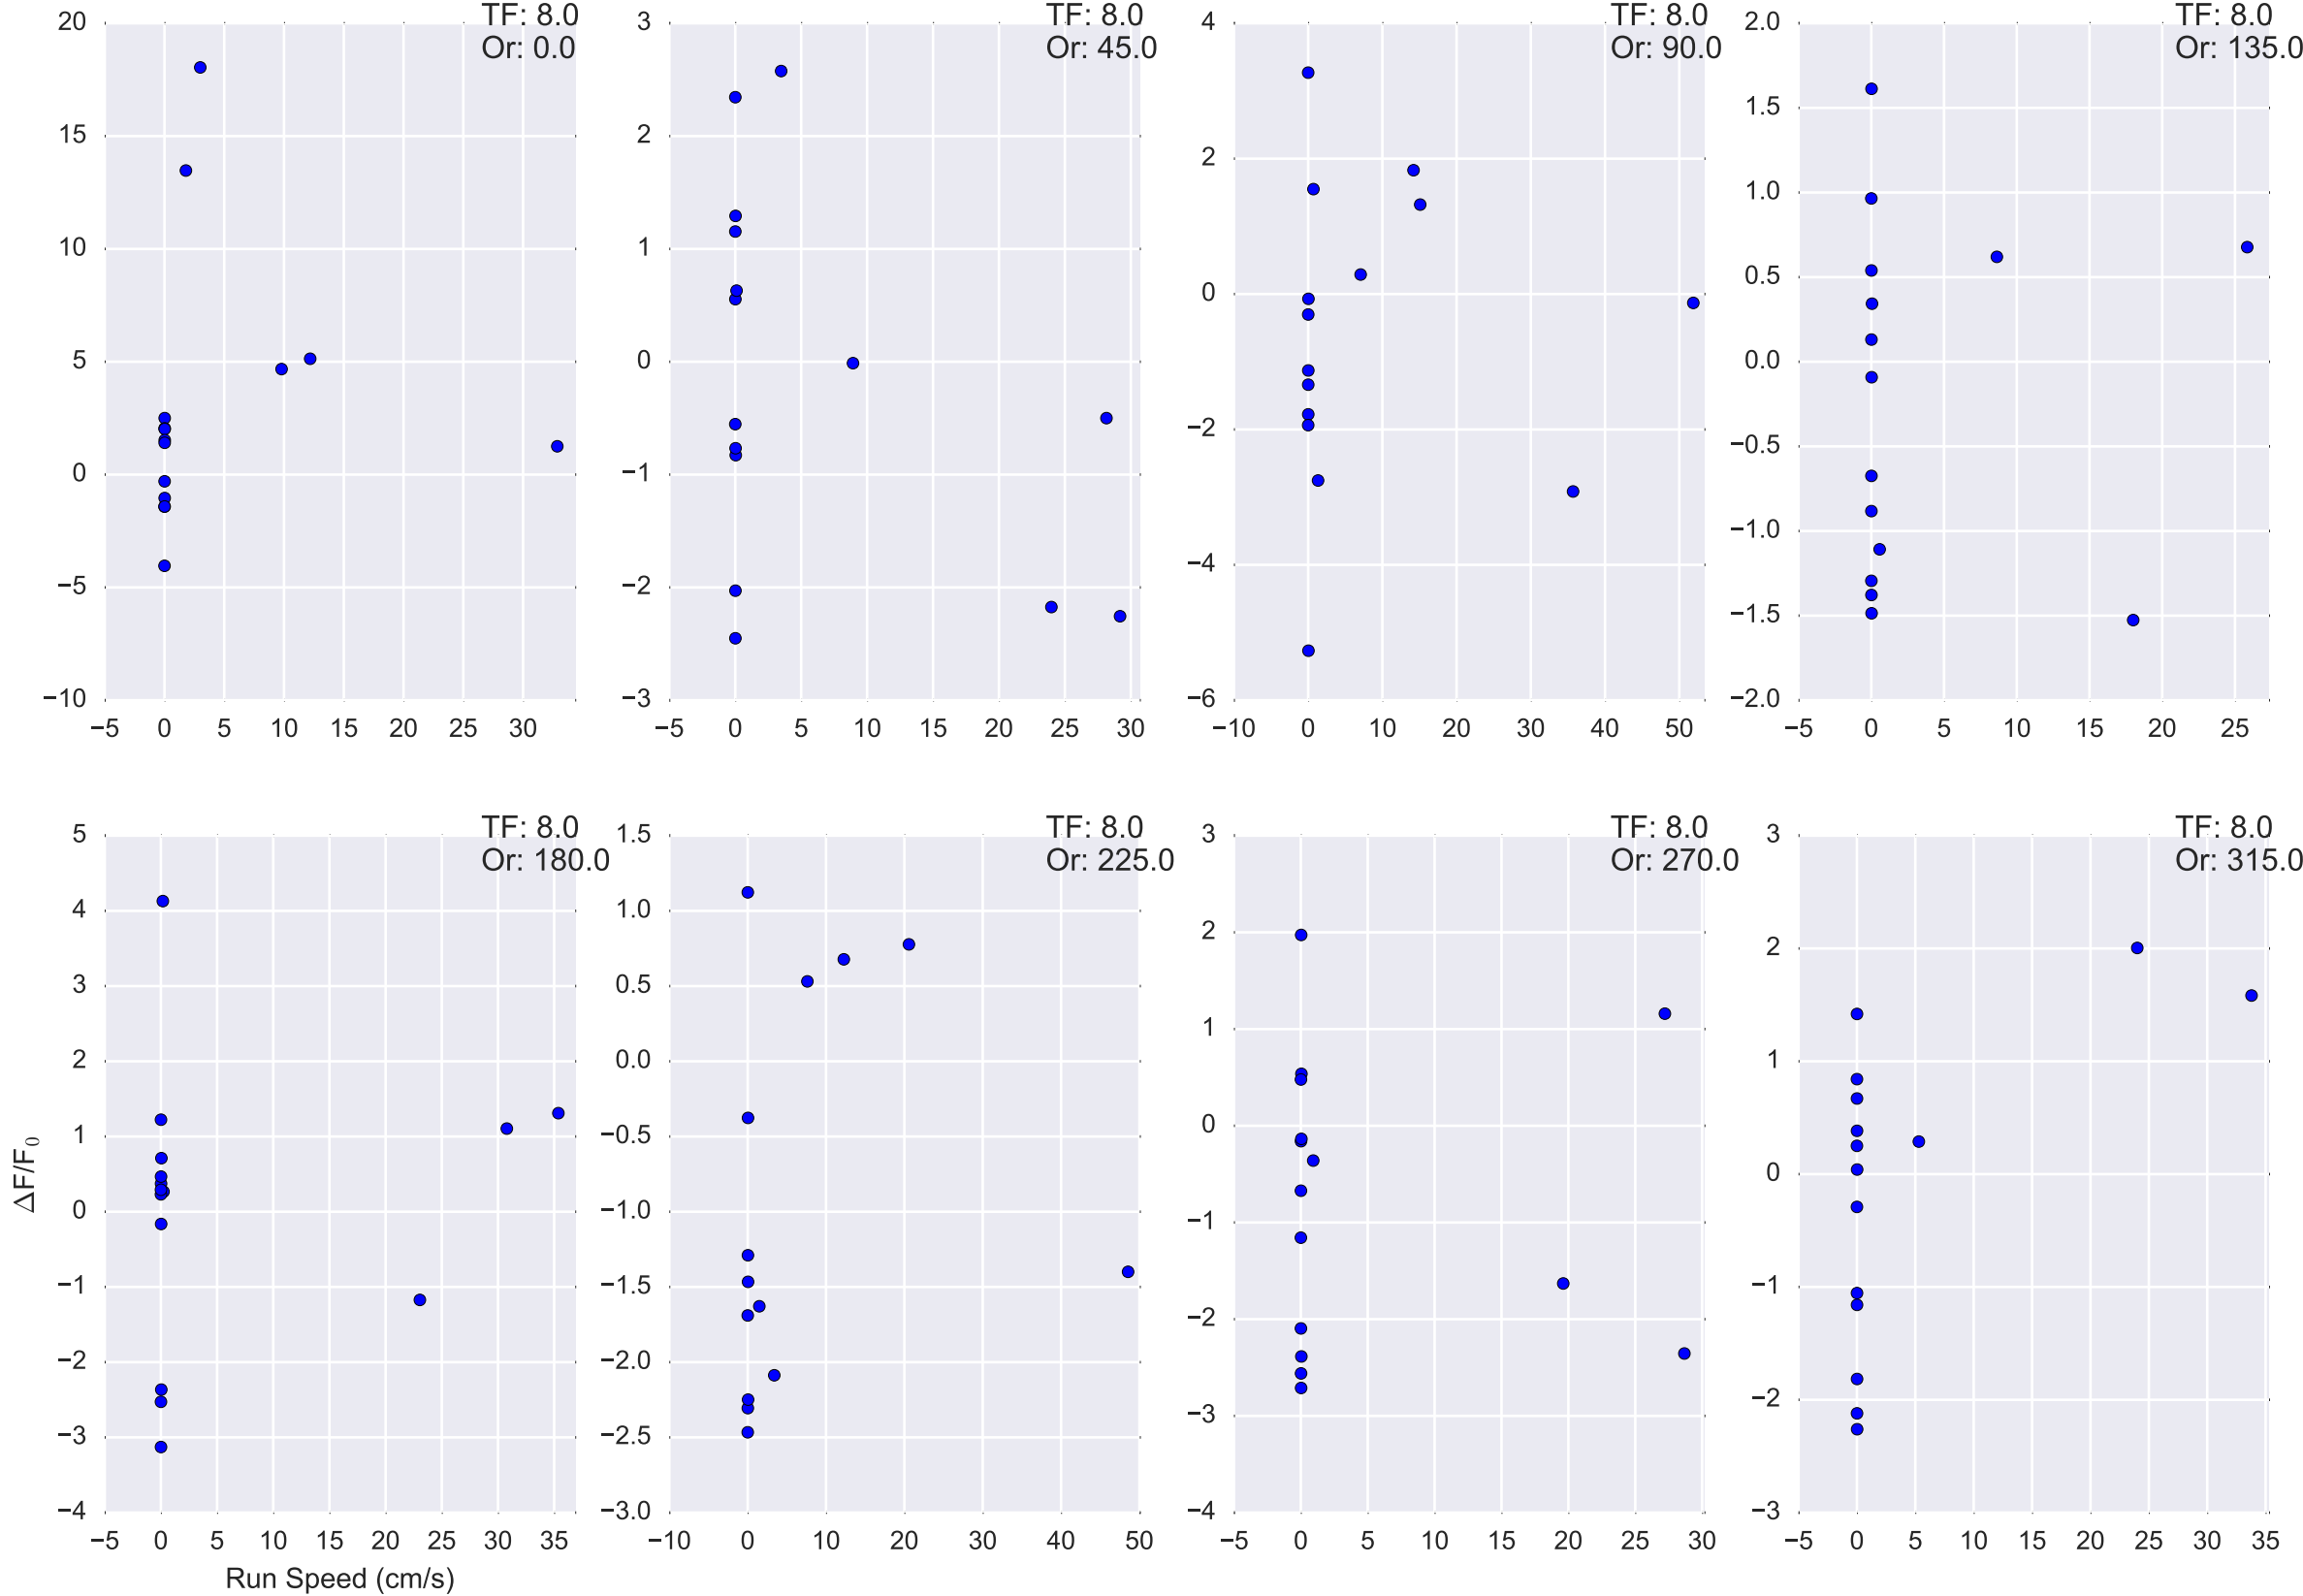 TF: 8.0
Or: 0.0
20
15
10
5
0
−5
−10
−5 0 5 10 15 20 25 30
TF: 8.0
Or: 45.0
3
2
1
0
−1
−2
−3
−5 0 5 10 15 20 25 30
TF: 8.0
Or: 90.0
4
2
0
−2
−4
−6
−10 0 10 20 30 40 50
TF: 8.0
Or: 135.0
2.0
1.5
1.0
0.5
0.0
−0.5
−1.0
−1.5
−2.0
−5 0 5 10 15 20 25
TF: 8.0
Or: 180.0
5
4
3
2
1
0
−1
−2
−3
−4
−5 0 5 10 15 20 25 30 35
ΔF/F₀
Run Speed (cm/s)
TF: 8.0
Or: 225.0
1.5
1.0
0.5
0.0
−0.5
−1.0
−1.5
−2.0
−2.5
−3.0
−10 0 10 20 30 40 50
TF: 8.0
Or: 270.0
3
2
1
0
−1
−2
−3
−4
−5 0 5 10 15 20 25 30
TF: 8.0
Or: 315.0
3
2
1
0
−1
−2
−3
−5 0 5 10 15 20 25 30 35